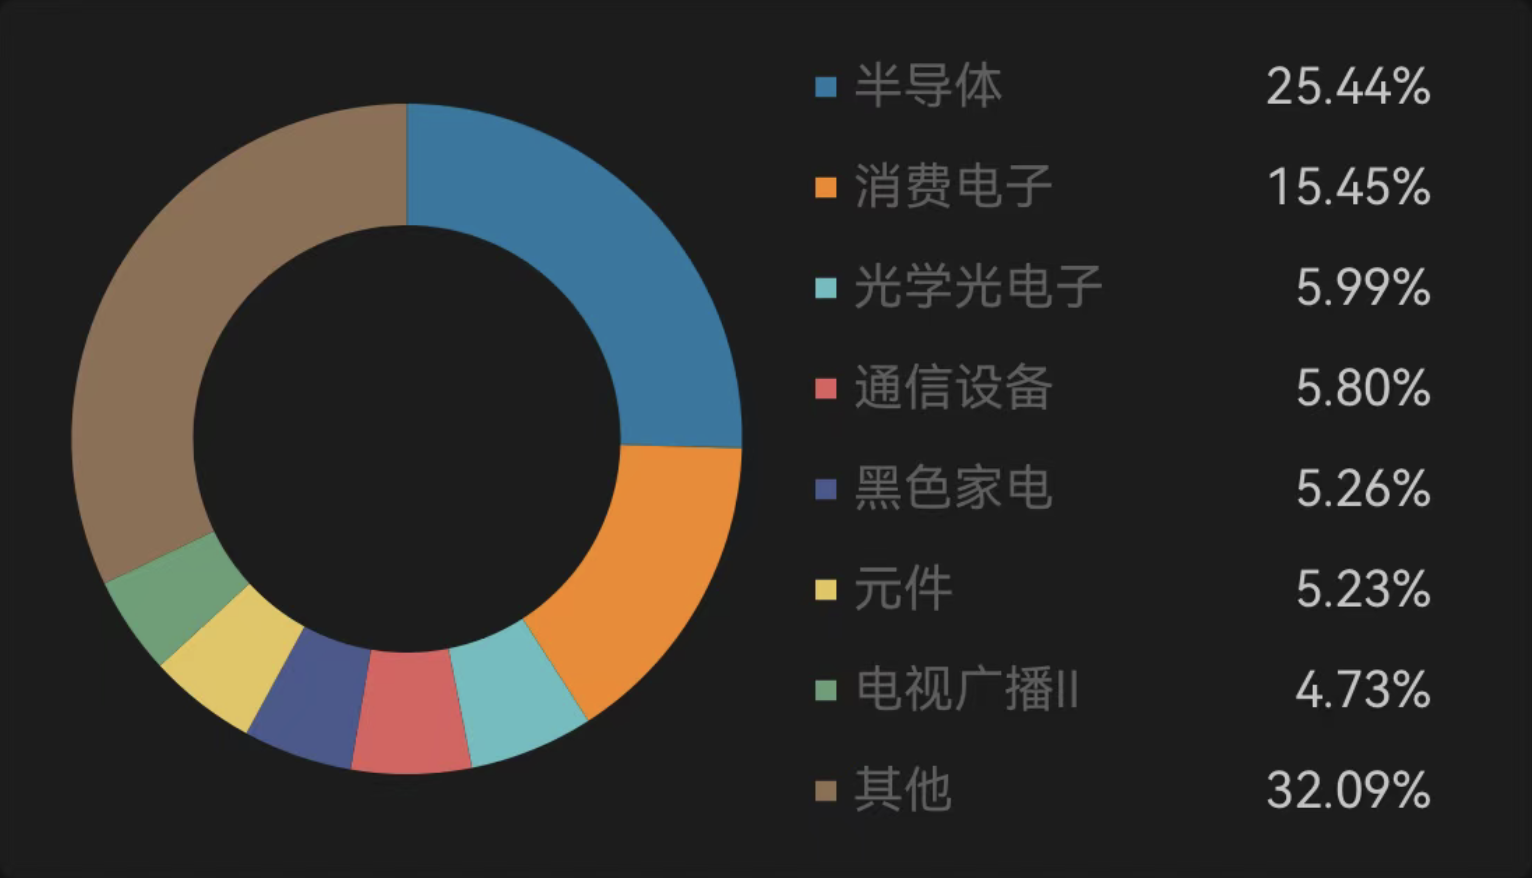 半导体 25.44%
消费电子 15.45%
光学光电子 5.99%
通信设备 5.80%
黑色家电 5.26%
元件 5.23%
电视广播II 4.73%
其他 32.09%